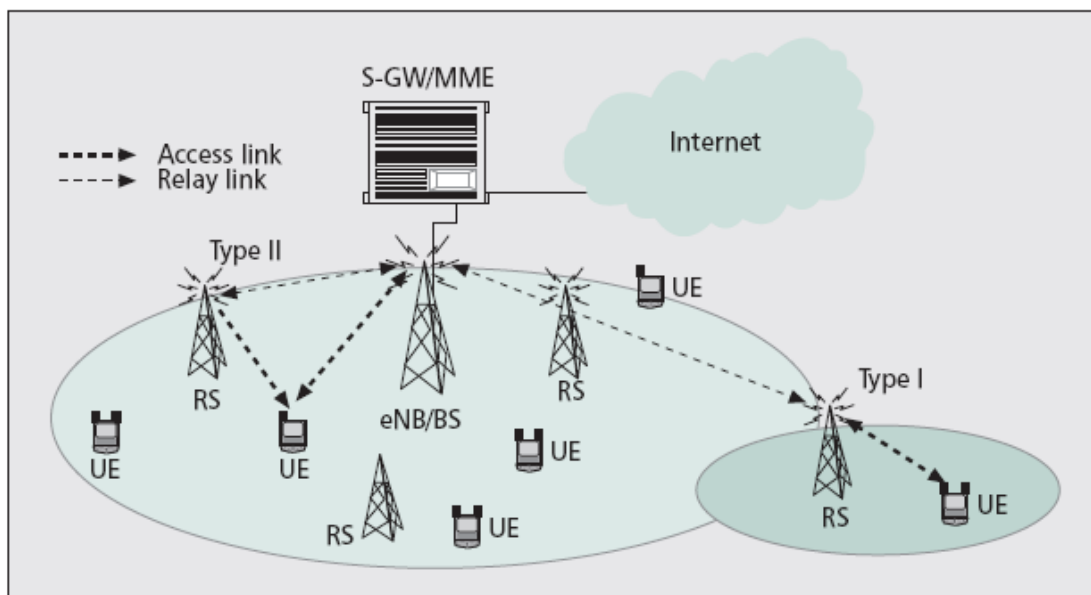 S-GW/MME
Internet
Access link
Relay link
Type II
UE
Type I
RS
RS
eNB/BS
UE
UE
UE
RS
UE
RS
UE